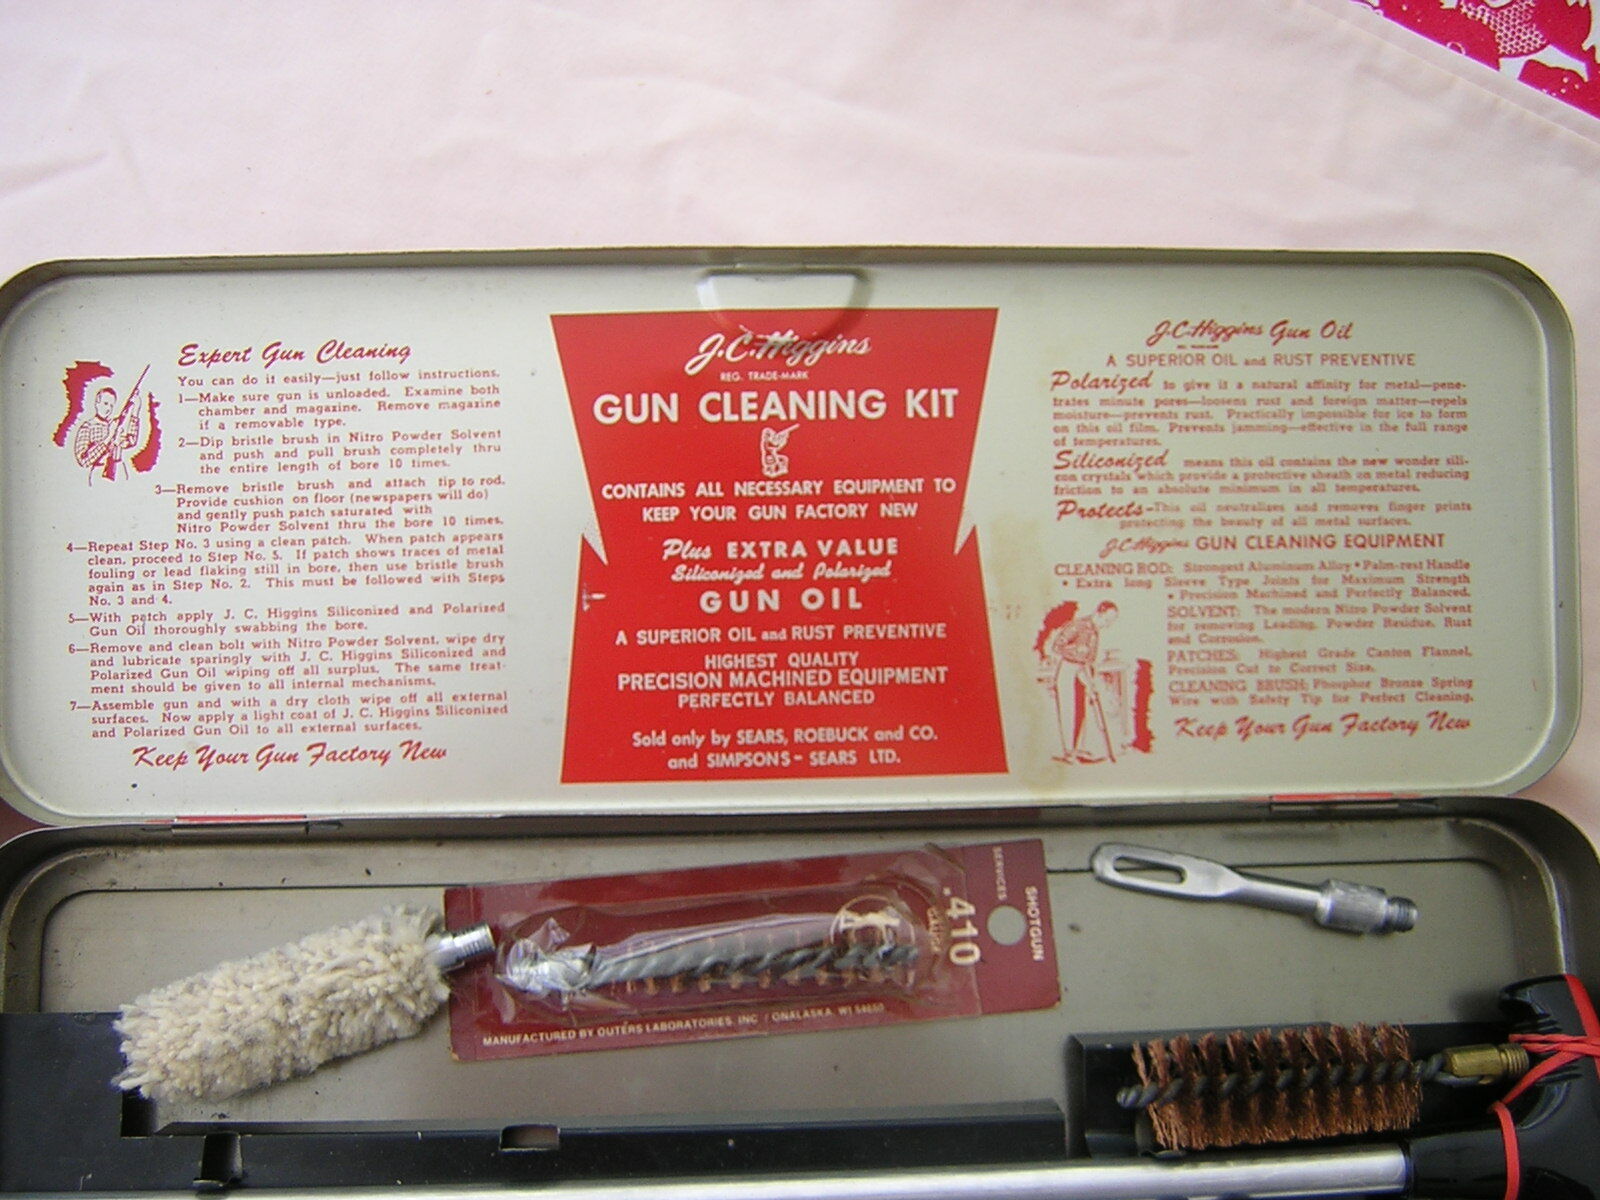 Expert Gun Cleaning
You can do it easily—just follow instructions.
1—Make sure gun is unloaded. Examine both
chamber and magazine. Remove magazine
if a removable type.
2—Dip bristle brush in Nitro Powder Solvent
and push and pull brush completely thru
the entire length of bore 10 times.
3—Remove bristle brush and attach tip to rod.
Provide cushion on floor (newspapers will do)
and gently push patch saturated with
Nitro Powder Solvent thru the bore 10 times.
4—Repeat Step No. 3 using a clean patch. When patch appears
clean, proceed to Step No. 5. If patch shows traces of metal
fouling or lead flaking still in bore, then use bristle brush
again as in Step No. 2. This must be followed with Steps
No. 3 and 4.
5—With patch apply J. C. Higgins Siliconized and Polarized
Gun Oil thoroughly swabbing the bore.
6—Remove and clean bolt with Nitro Powder Solvent, wipe dry
and lubricate sparingly with J. C. Higgins Siliconized and
Polarized Gun Oil wiping off all surplus. The same treat-
ment should be given to all internal mechanisms.
7—Assemble gun and with a dry cloth wipe off all external
surfaces. Now apply a light coat of J. C. Higgins Siliconized
and Polarized Gun Oil to all external surfaces.
Keep Your Gun Factory New
J.C. Higgins
REG. TRADE-MARK
GUN CLEANING KIT
CONTAINS ALL NECESSARY EQUIPMENT TO
KEEP YOUR GUN FACTORY NEW
Plus EXTRA VALUE
Siliconized and Polarized
GUN OIL
A SUPERIOR OIL and RUST PREVENTIVE
HIGHEST QUALITY
PRECISION MACHINED EQUIPMENT
PERFECTLY BALANCED
Sold only by SEARS, ROEBUCK and CO.
and SIMPSON'S - SEARS LTD.
J.C. Higgins Gun Oil
A SUPERIOR OIL and RUST PREVENTIVE
Polarized to give it a natural affinity for metal—pene-
trates minute pores—loosens rust and foreign matter—repels
moisture—prevents rust. Practically impossible for ice to form
on this oil film. Prevents jamming—effective in the full range
of temperatures.
Siliconized means this oil contains the new wonder sili-
con crystals which provide a protective sheath on metal reducing
friction to an absolute minimum in all temperatures.
Protects—This oil neutralizes and removes finger prints
protecting the beauty of all metal surfaces.
J.C. Higgins GUN CLEANING EQUIPMENT
CLEANING ROD: Strongest Aluminum Alloy • Palm-rest Handle
• Extra long Sleeve Type Joints for Maximum Strength
• Precision Machined and Perfectly Balanced.
SOLVENT: The modern Nitro Powder Solvent
for removing Leading, Powder Residue, Rust
and Corrosion.
PATCHES: Highest Grade Canton Flannel,
Precision Cut to Correct Size.
CLEANING BRUSH: Phosphor Bronze Spring
Wire with Safety Tip for Perfect Cleaning.
Keep Your Gun Factory New
SHOTGUN
.410
GAUGE
MANUFACTURED BY OUTERS LABORATORIES, INC / ONALASKA, WI 54650